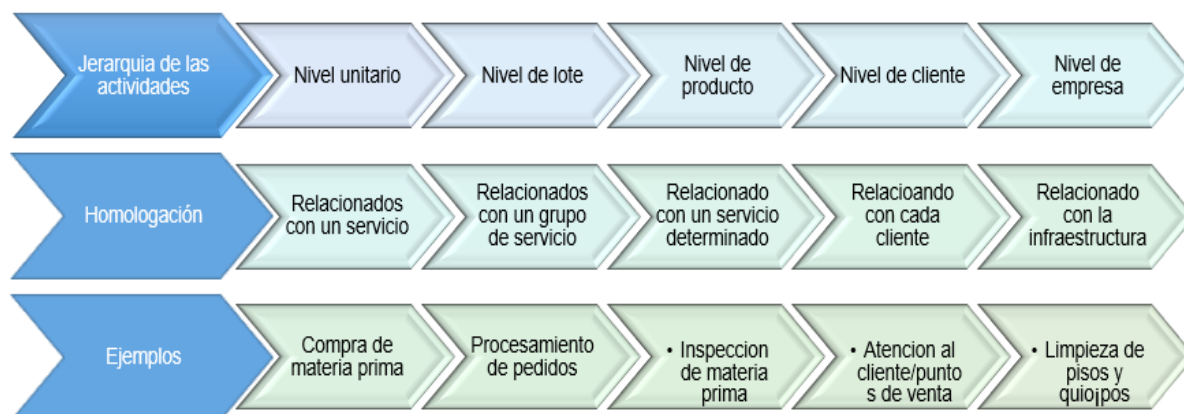 Jerarquia de las
actividades
Nivel unitario
Nivel de lote
Nivel de
producto
Nivel de cliente
Nivel de
empresa
Homologación
Relacionados
con un servicio
Relacionados
con un grupo
de servicio
Relacionado
con un servicio
determinado
Relacioando
con cada
cliente
Relacionado
con la
infraestructura
Ejemplos
Compra de
materia prima
Procesamiento
de pedidos
• Inspeccion
de materia
prima
• Atencion al
cliente/punto
s de venta
• Limpieza de
pisos y
quio¡pos